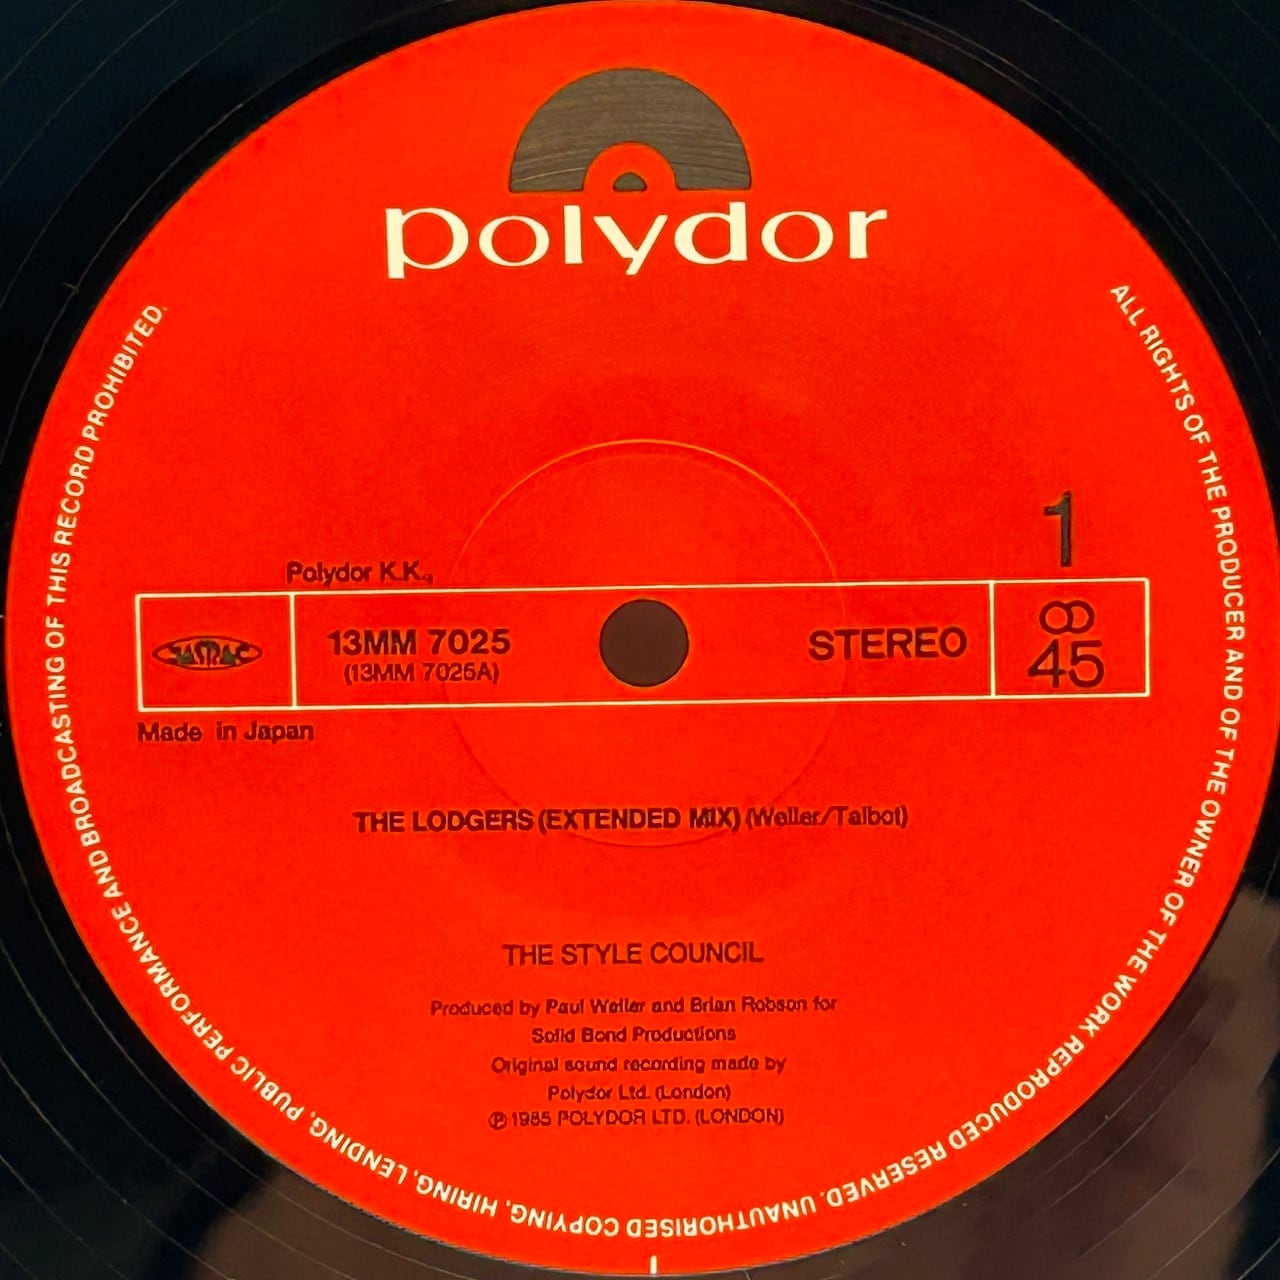 polydor
ALL RIGHTS OF THE PRODUCER AND OF THE OWNER OF THE WORK REPRODUCED RESERVED. UNAUTHORISED COPYING, HIRING, LENDING, PUBLIC PERFORMANCE AND BROADCASTING OF THIS RECORD PROHIBITED.
1
Polydor K.K.,
13MM 7025
(13MM 7025A)
STEREO
45
Made in Japan
THE LODGERS (EXTENDED MIX) (Weller/Talbot)
THE STYLE COUNCIL
Produced by Paul Weller and Brian Robson for
Solid Bond Productions
Original sound recording made by
Polydor Ltd. (London)
℗ 1985 POLYDOR LTD. (LONDON)